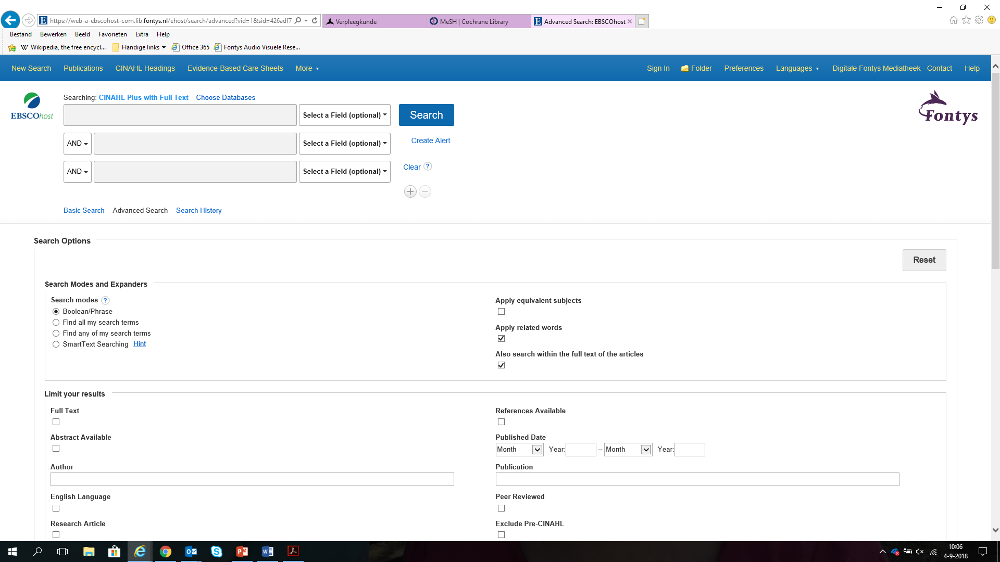 https://web-a-ebscohost-com.lib.fontys.nl/ehost/search/advanced?vid=1&sid=426adf7
Verpleegkunde
MeSH | Cochrane Library
Advanced Search: EBSCOhost
Bestand Bewerken Beeld Favorieten Extra Help
W Wikipedia, the free encycl... Handige links Office 365 Fontys Audio Visuele Rese...
New Search Publications CINAHL Headings Evidence-Based Care Sheets More Sign In Folder Preferences Languages Digitale Fontys Mediatheek - Contact Help
EBSCOhost
Searching: CINAHL Plus with Full Text Choose Databases
Select a Field (optional) Search
Fontys
AND Select a Field (optional) Create Alert
AND Select a Field (optional) Clear ?
Basic Search Advanced Search Search History
Search Options
Reset
Search Modes and Expanders
Search modes ?
Boolean/Phrase
Find all my search terms
Find any of my search terms
SmartText Searching Hint
Apply equivalent subjects
Apply related words
Also search within the full text of the articles
Limit your results
Full Text
References Available
Abstract Available
Published Date
Month Year: – Month Year:
Author
Publication
English Language
Peer Reviewed
Research Article
Exclude Pre-CINAHL
10:06
4-9-2018